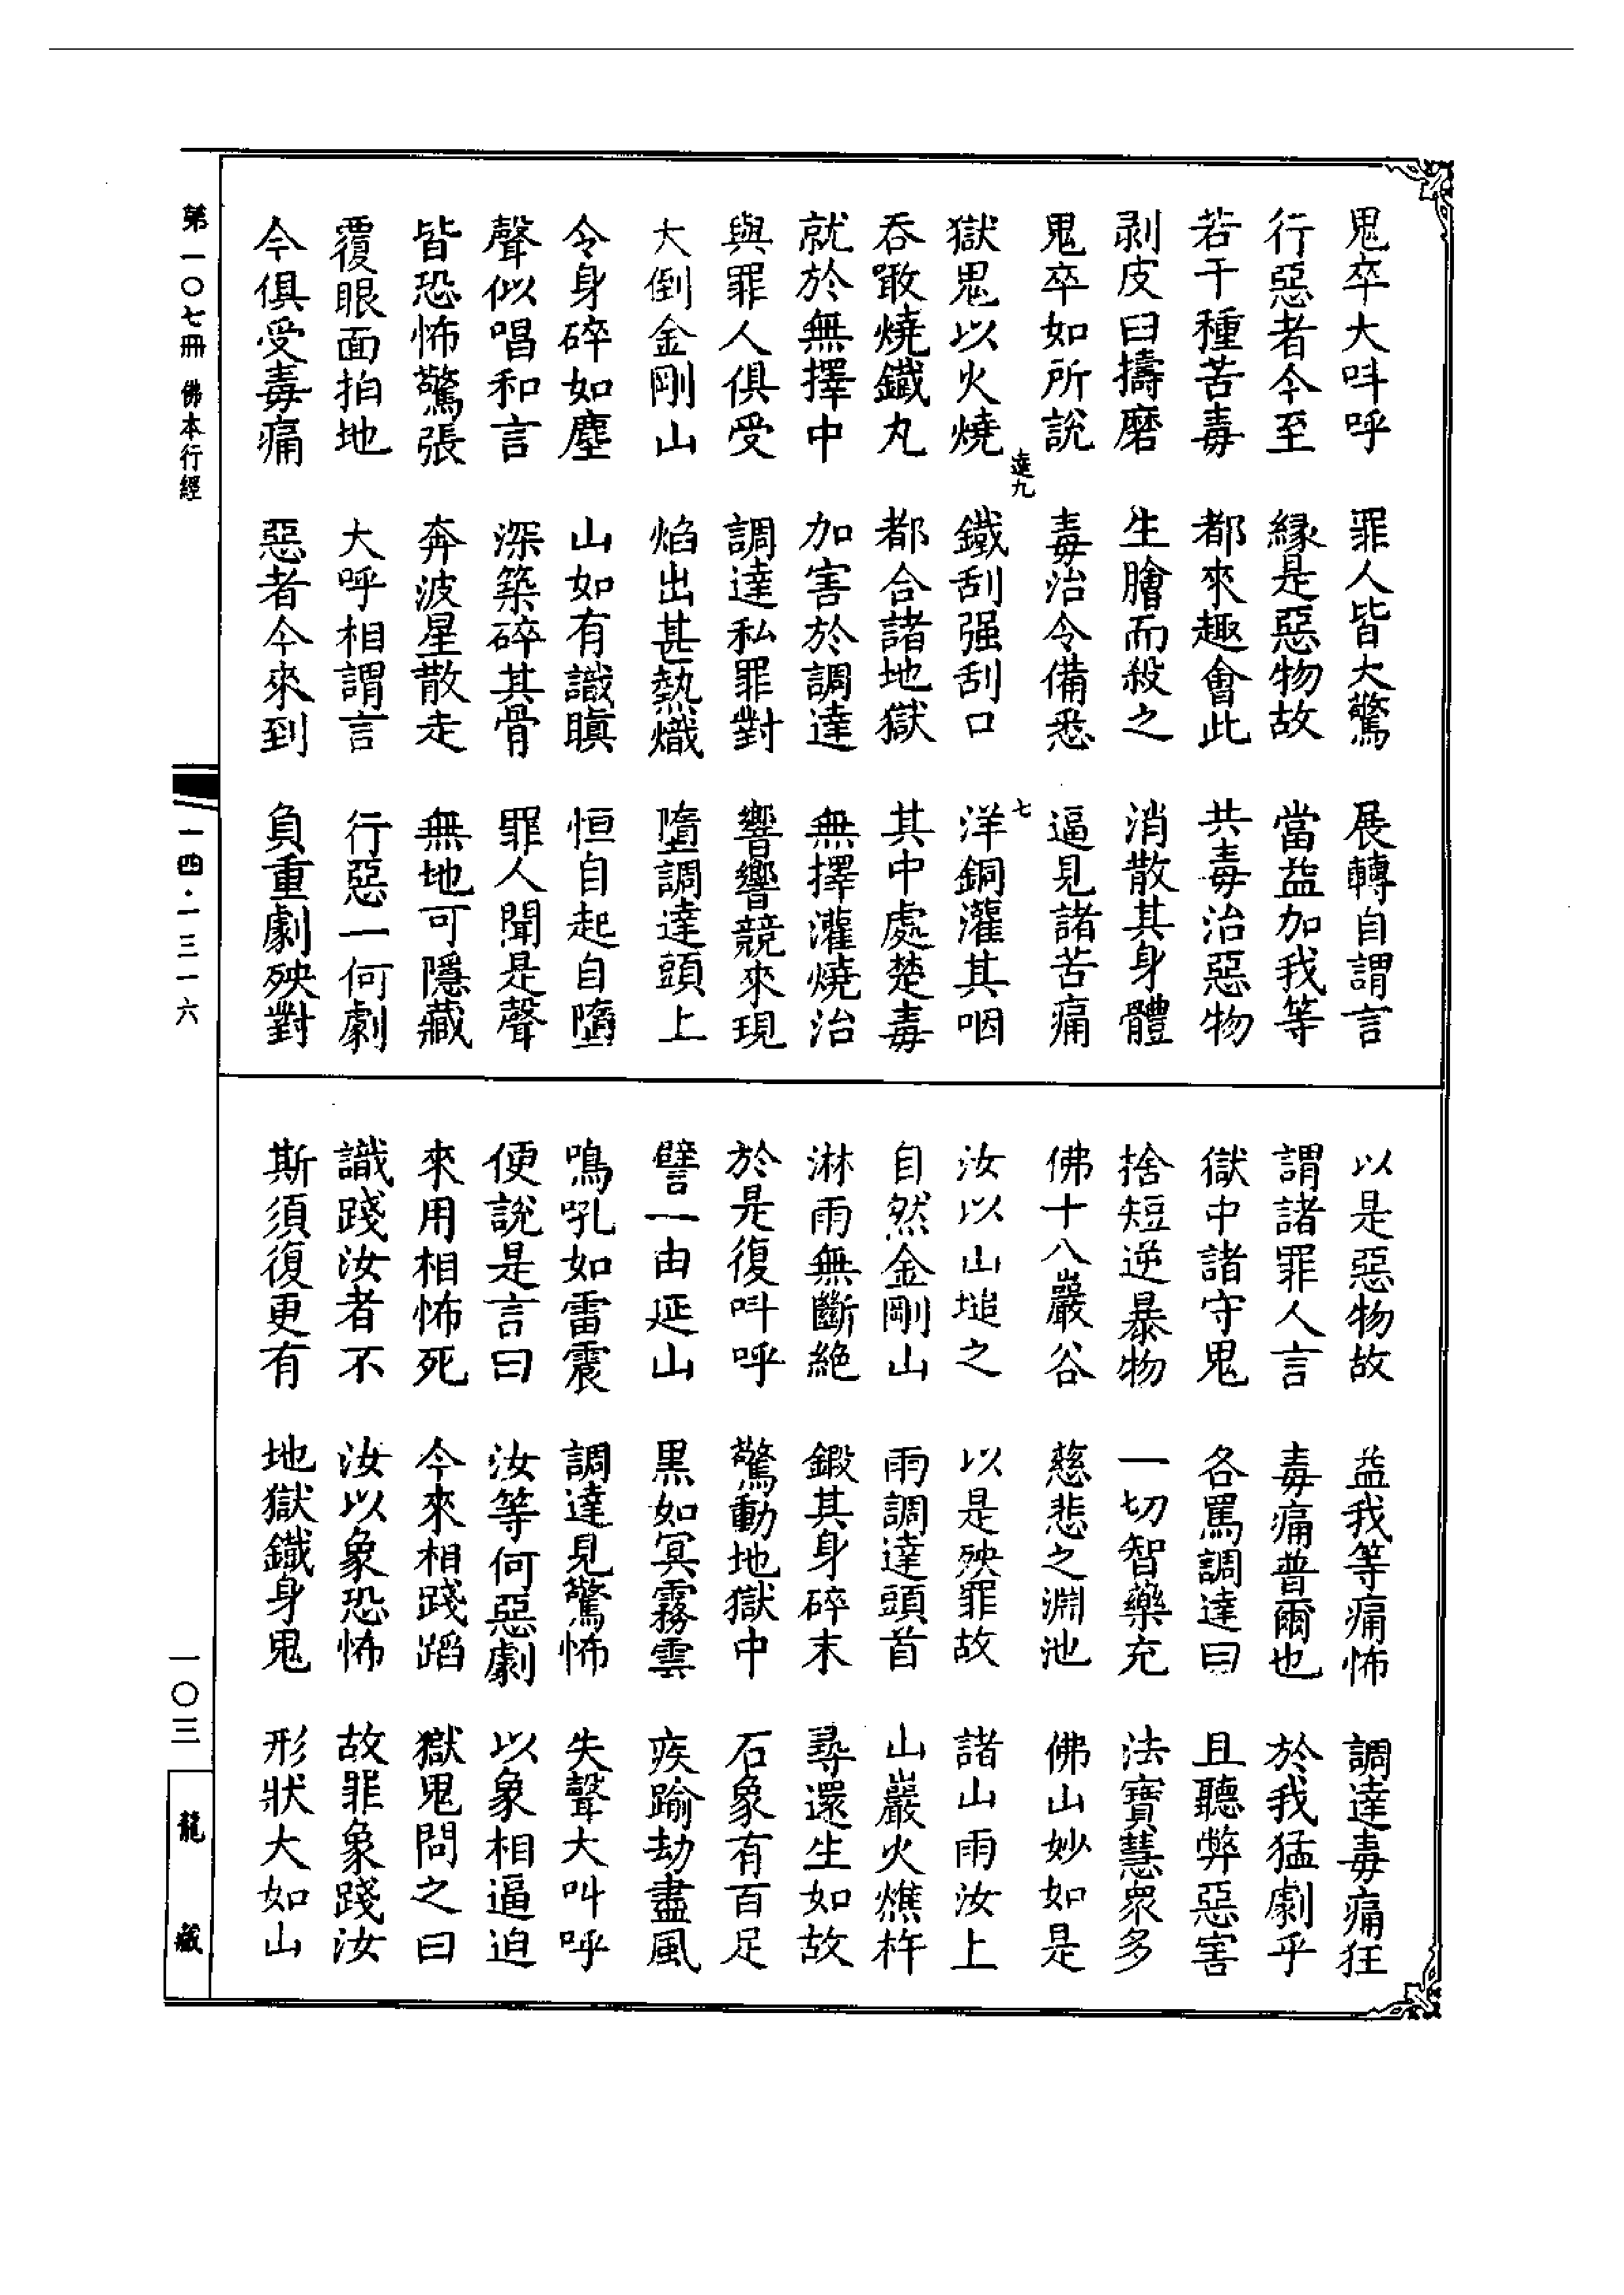 鬼卒大呌呼　罪人皆大驚　展轉自謂言
行惡者今至　緣是惡物故　當益加我等
若干種苦毒　都來趣會此　共毒治惡物
剥皮臼擣磨　生膾而殺之　消散其身體
鬼卒如所說　毒治令備悉　逼見諸苦痛
達九　七
獄鬼以火燒　鐵刮强刮口　洋銅灌其咽
吞噉燒鐵丸　都合諸地獄　其中處楚毒
就於無擇中　加害於調達　無擇灌燒治
與罪人俱受　調達私罪對　響響競來現
大倒金剛山　焰出甚熱熾　墮調達頭上
令身碎如塵　山如有識瞋　恒自起自墮
聲似唱和言　深築碎其骨　罪人聞是聲
皆恐怖驚張　奔波星散走　無地可隱藏
覆眼面拍地　大呼相謂言　行惡一何劇
今俱受毒痛　惡者今來到　負重劇殃對
以是惡物故　益我等痛怖　調達毒痛狂
謂諸罪人言　毒痛普爾也　於我猛劇乎
獄中諸守鬼　各罵調達曰　且聽弊惡害
捨短逆暴物　一切智藥充　法寶慧衆多
佛十八巖谷　慈悲之淵池　佛山妙如是
汝以山塠之　以是殃罪故　諸山雨汝上
自然金剛山　雨調達頭首　山巖火燋杵
淋雨無斷絕　鍛其身碎末　尋還生如故
於是復呌呼　驚動地獄中　石象有百足
譬一由延山　黑如冥霧雲　疾踰劫盡風
鳴吼如雷震　調達見驚怖　失聲大叫呼
便說是言曰　汝等何惡劇　以象相逼迫
來用相怖死　今來相踐蹈　獄鬼問之曰
識踐汝者不　汝以象恐怖　故罪象踐汝
斯須復更有　地獄鐵身鬼　形狀大如山
第一〇七冊　佛本行經
一四·一三一六
一〇三
龍藏